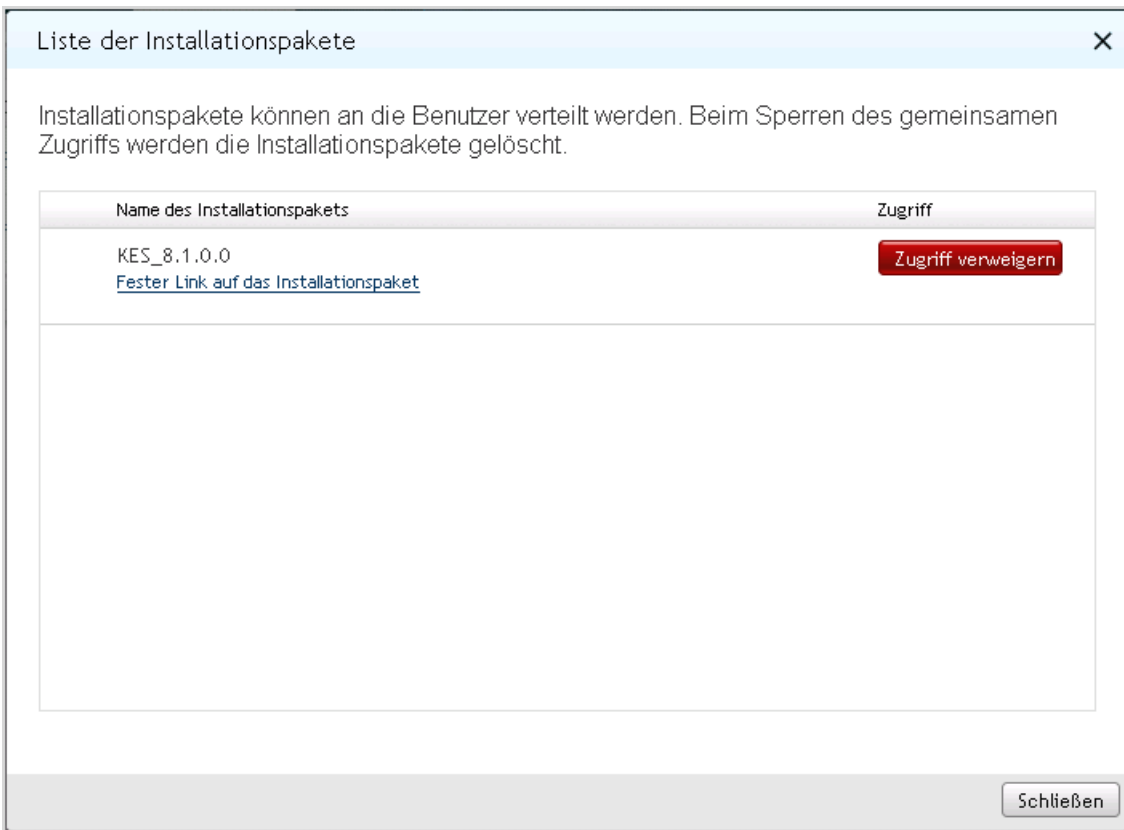 Liste der Installationspakete
Installationspakete können an die Benutzer verteilt werden. Beim Sperren des gemeinsamen
Zugriffs werden die Installationspakete gelöscht.
Name des Installationspakets Zugriff
KES_8.1.0.0 Zugriff verweigern
Fester Link auf das Installationspaket
Schließen